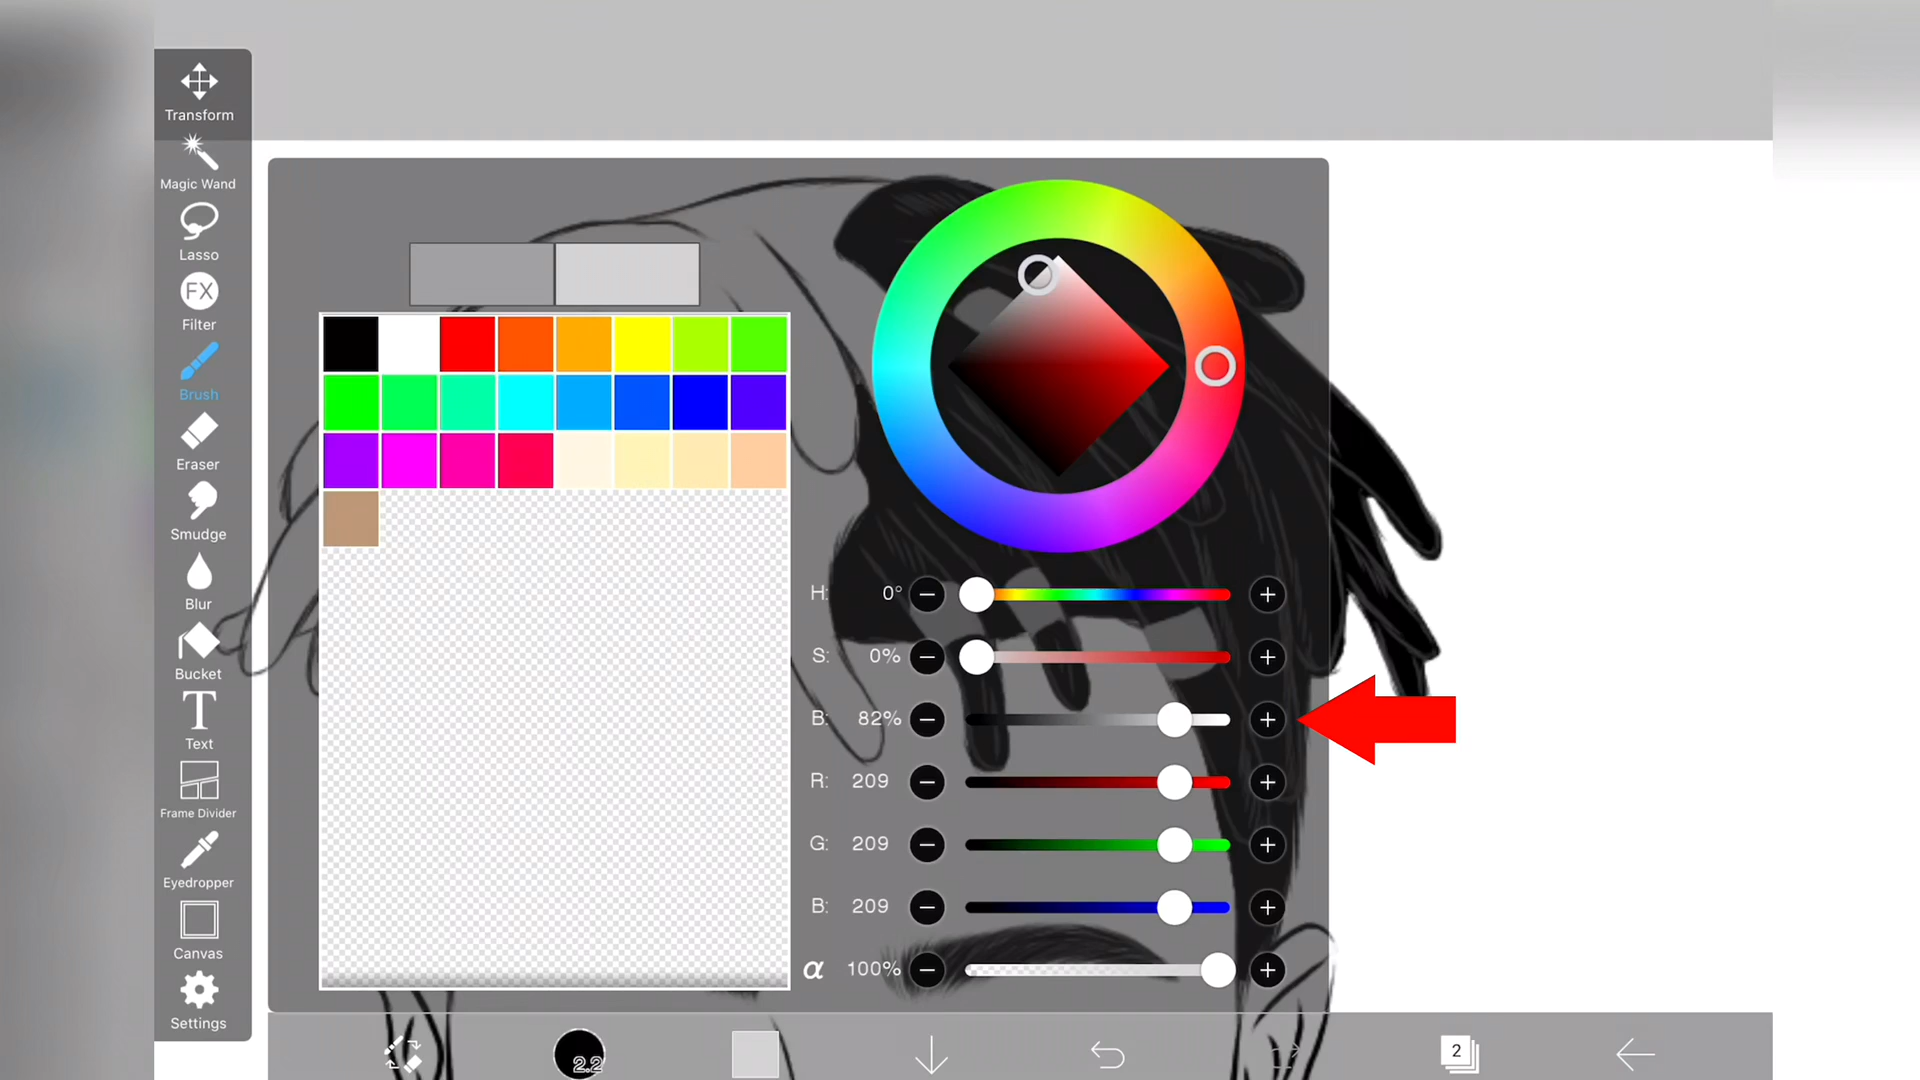 Transform
Magic Wand
Lasso
FX
Filter
Brush
Eraser
Smudge
Blur
Bucket
T
Text
Frame Divider
Eyedropper
Canvas
Settings
H: 0°
S: 0%
B: 82%
R: 209
G: 209
B: 209
α 100%
2.2
2